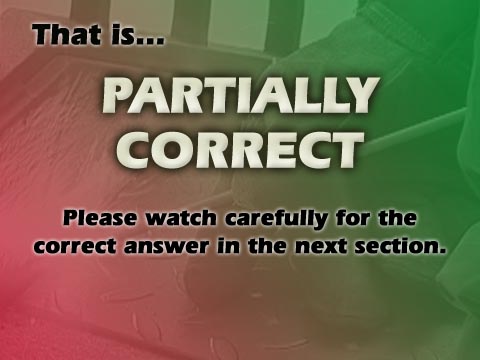 That is...
PARTIALLY
CORRECT
Please watch carefully for the
correct answer in the next section.